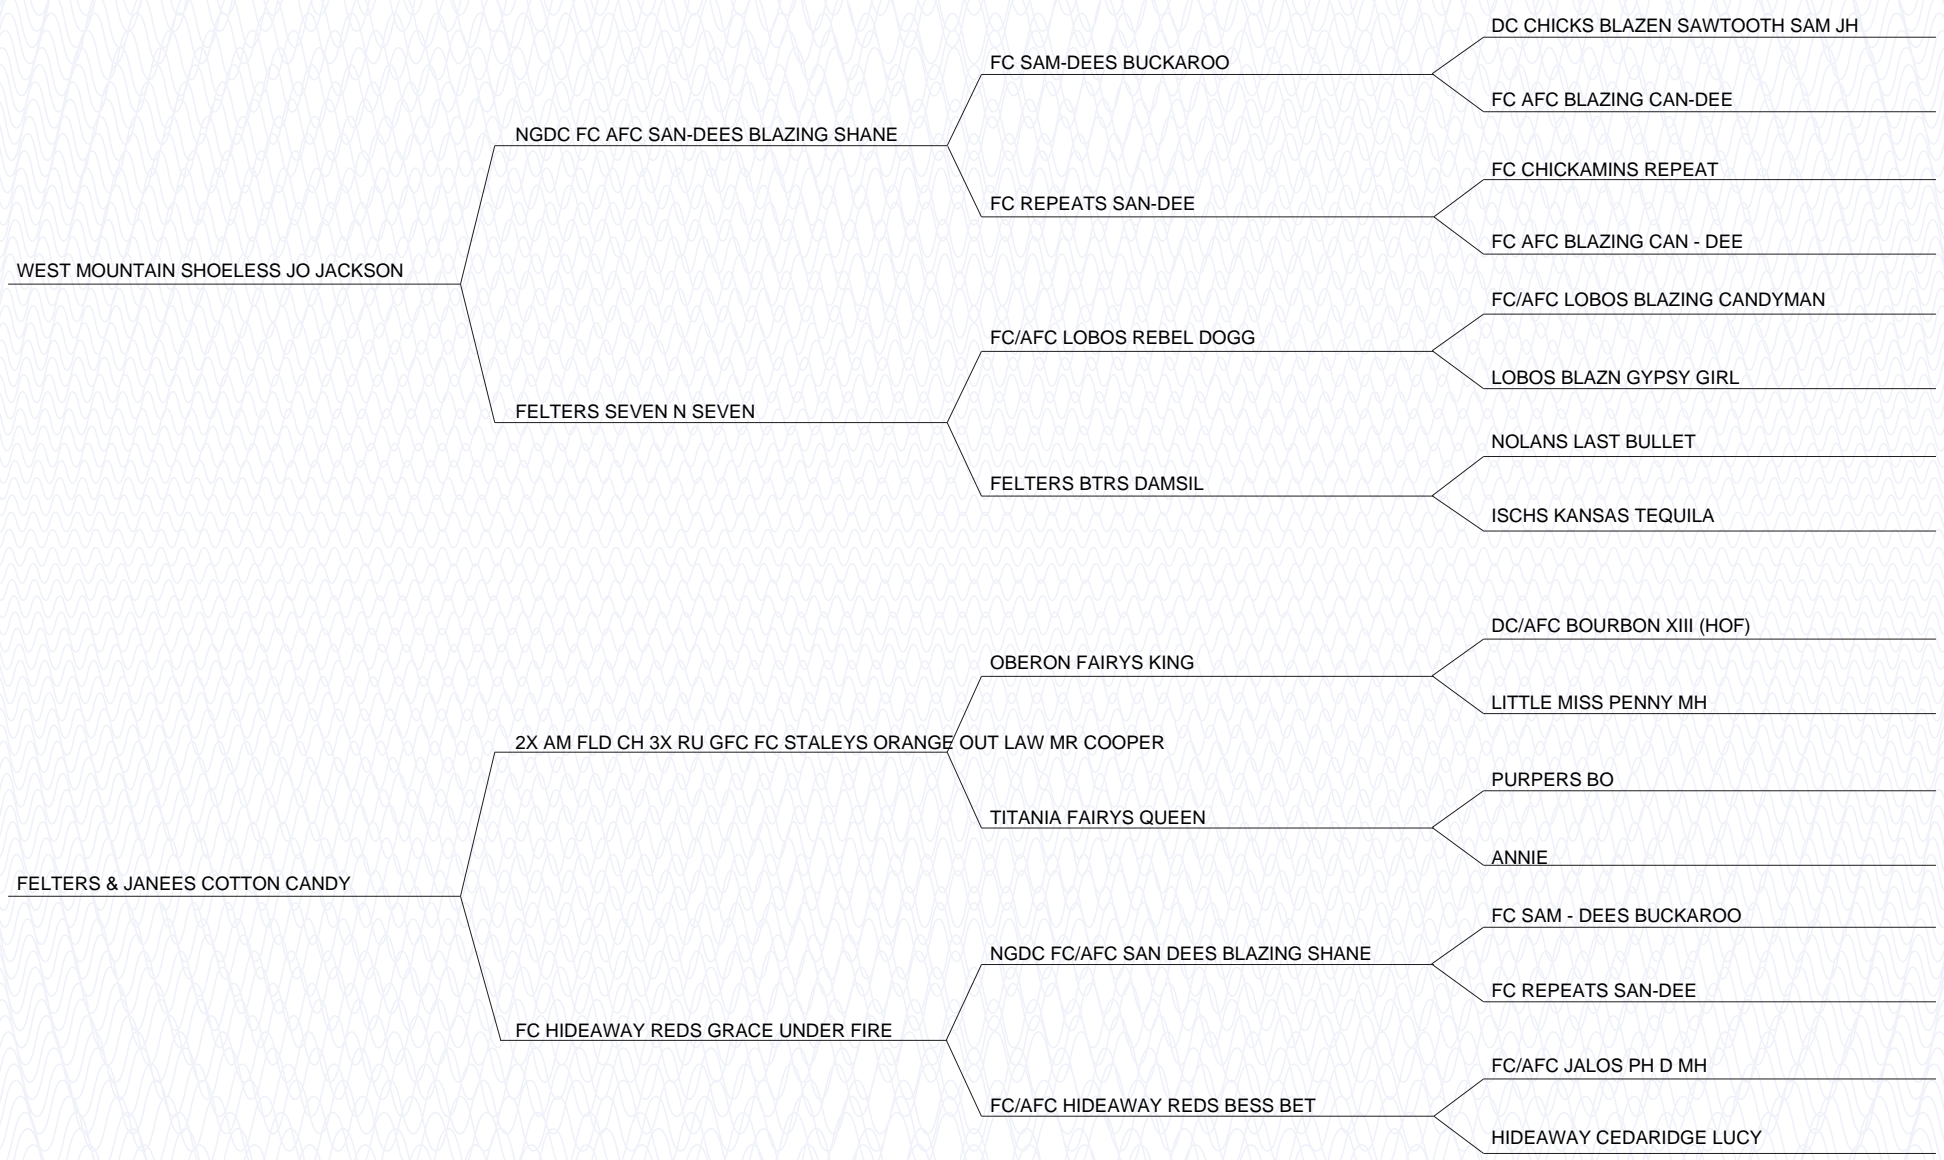 DC CHICKS BLAZEN SAWTOOTH SAM JH
FC SAM-DEES BUCKAROO
FC AFC BLAZING CAN-DEE
NGDC FC AFC SAN-DEES BLAZING SHANE
FC CHICKAMINS REPEAT
FC REPEATS SAN-DEE
FC AFC BLAZING CAN - DEE
WEST MOUNTAIN SHOELESS JO JACKSON
FC/AFC LOBOS BLAZING CANDYMAN
FC/AFC LOBOS REBEL DOGG
LOBOS BLAZN GYPSY GIRL
FELTERS SEVEN N SEVEN
NOLANS LAST BULLET
FELTERS BTRS DAMSIL
ISCHS KANSAS TEQUILA
DC/AFC BOURBON XIII (HOF)
OBERON FAIRYS KING
LITTLE MISS PENNY MH
2X AM FLD CH 3X RU GFC FC STALEYS ORANGE OUT LAW MR COOPER
PURPERS BO
TITANIA FAIRYS QUEEN
ANNIE
FELTERS & JANEES COTTON CANDY
FC SAM - DEES BUCKAROO
NGDC FC/AFC SAN DEES BLAZING SHANE
FC REPEATS SAN-DEE
FC HIDEAWAY REDS GRACE UNDER FIRE
FC/AFC JALOS PH D MH
FC/AFC HIDEAWAY REDS BESS BET
HIDEAWAY CEDARIDGE LUCY